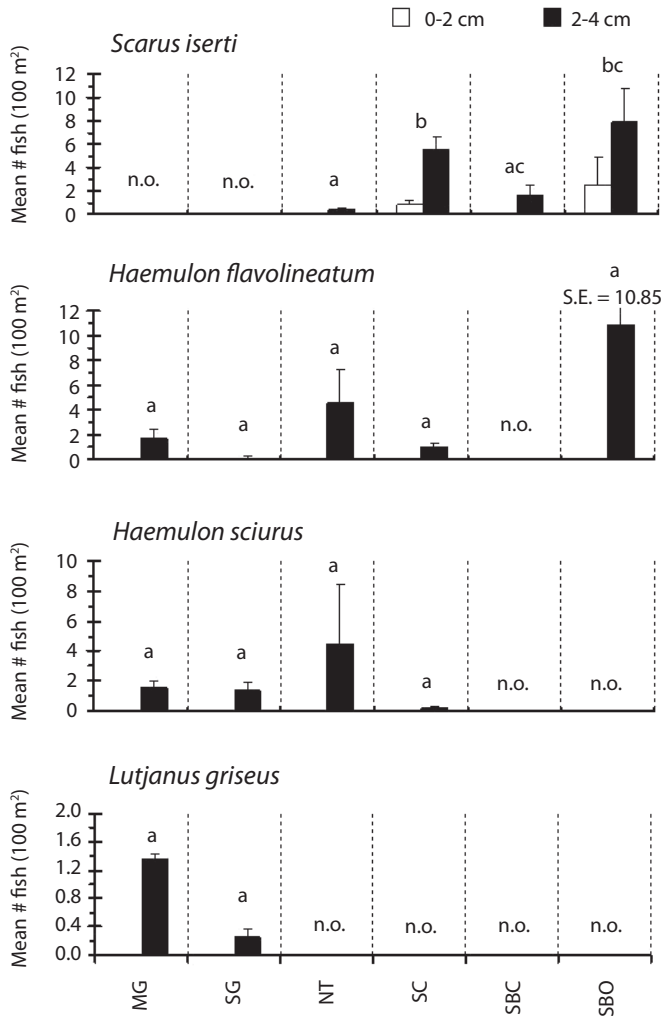 0-2 cm 2-4 cm
Scarus iserti
Mean # fish (100 m²)
12
10
8
6
4
2
0
n.o. n.o. a b ac bc
Haemulon flavolineatum
Mean # fish (100 m²)
12
10
8
6
4
2
0
a a a a n.o. a
S.E. = 10.85
Haemulon sciurus
Mean # fish (100 m²)
10
8
6
4
2
0
a a a a n.o. n.o.
Lutjanus griseus
Mean # fish (100 m²)
2.0
1.6
1.2
0.8
0.4
0.0
a a n.o. n.o. n.o. n.o.
MG SG NT SC SBC SBO